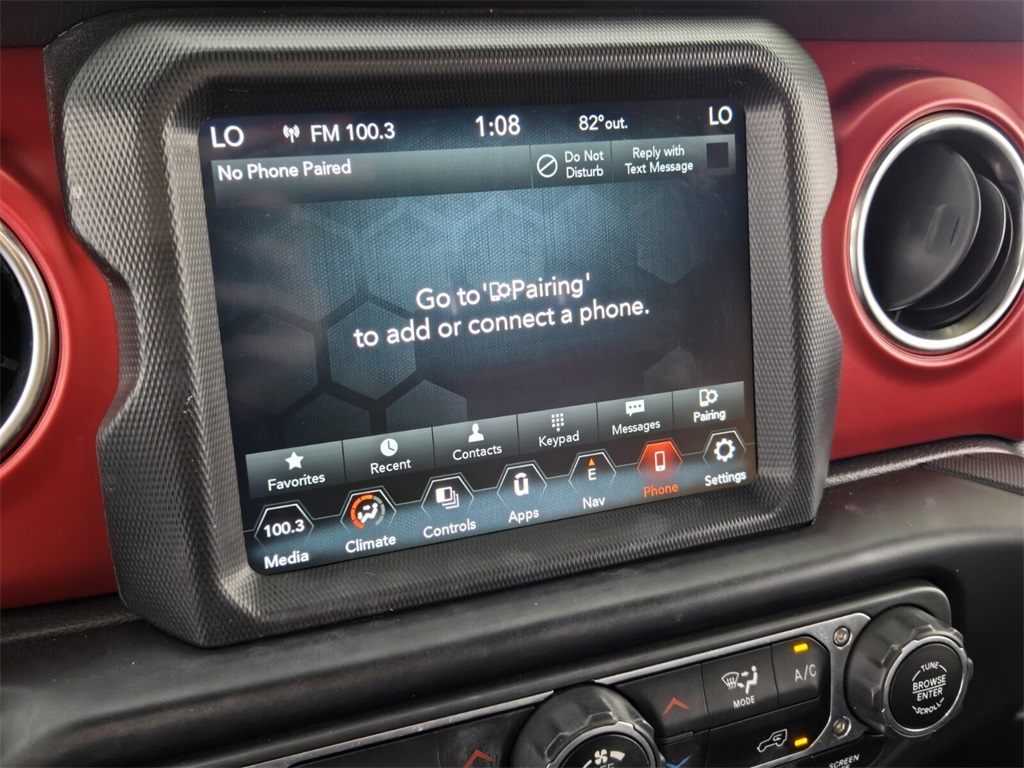 LO FM 100.3 1:08 82°out. LO
No Phone Paired
Do Not
Disturb
Reply with
Text Message
Go to 'Pairing'
to add or connect a phone.
Favorites Recent Contacts Keypad Messages Pairing
100.3 E
Media Climate Controls Apps Nav Phone Settings
MODE
A/C
TUNE
BROWSE
ENTER
SCROLL
SCREEN